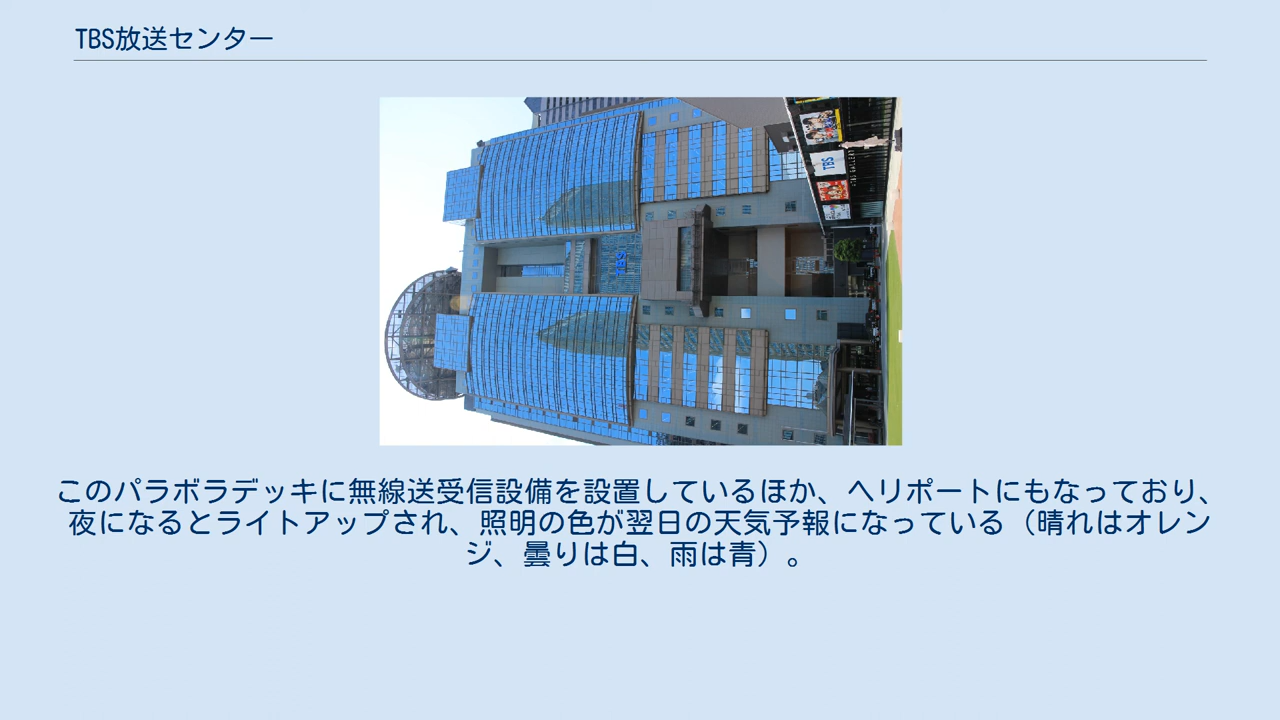 TBS放送センター
TBS
TBS
このパラボラデッキに無線送受信設備を設置しているほか、ヘリポートにもなっており、
夜になるとライトアップされ、照明の色が翌日の天気予報になっている（晴れはオレン
ジ、曇りは白、雨は青）。